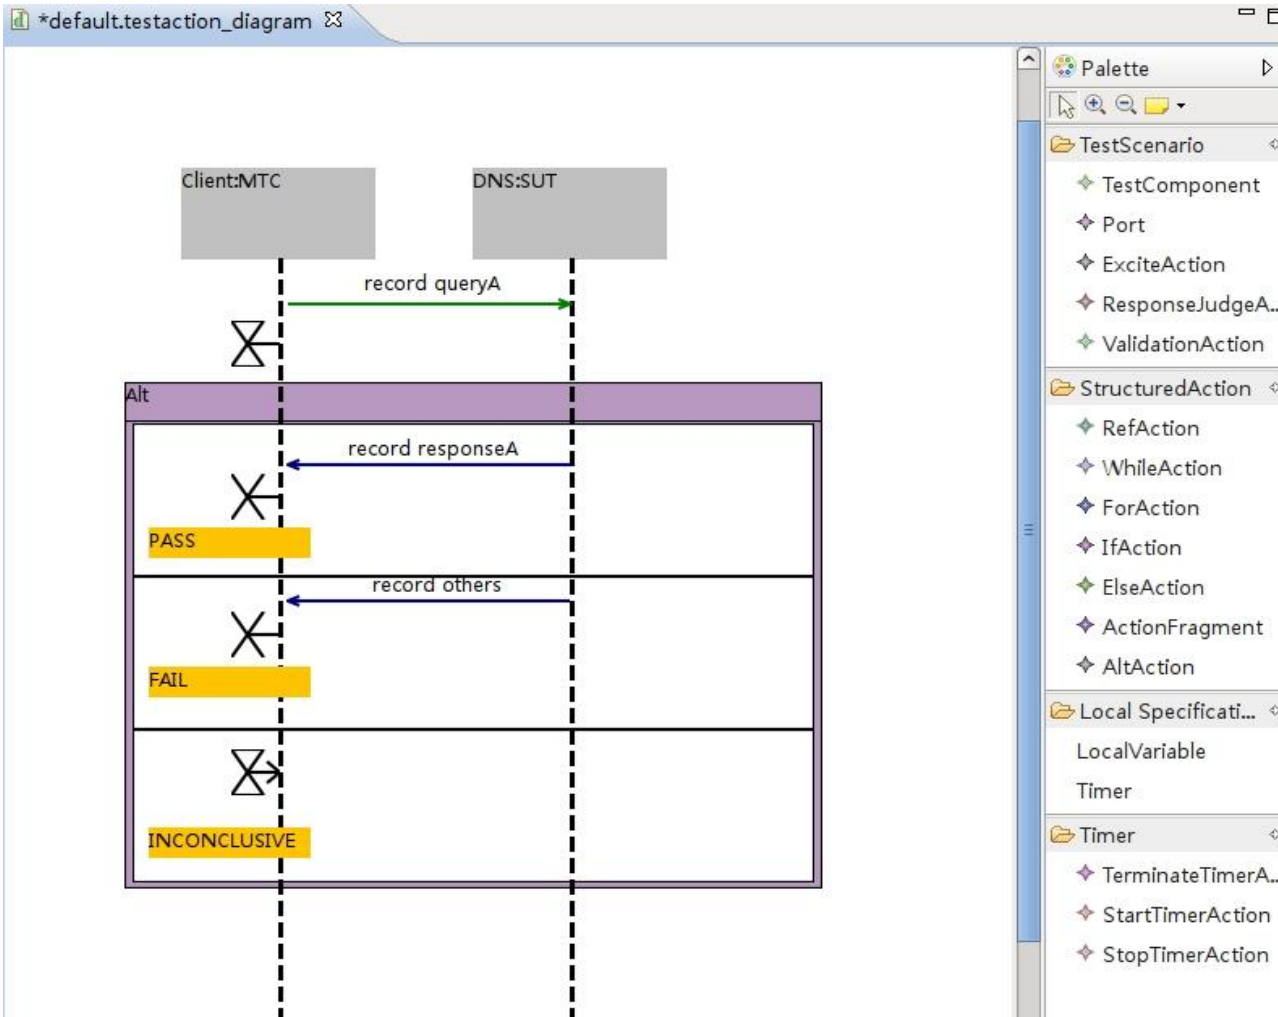 *default.testaction_diagram
Client:MTC
DNS:SUT
record queryA
Alt
record responseA
PASS
record others
FAIL
INCONCLUSIVE
Palette
TestScenario
TestComponent
Port
ExciteAction
ResponseJudgeA...
ValidationAction
StructuredAction
RefAction
WhileAction
ForAction
IfAction
ElseAction
ActionFragment
AltAction
Local Specificati...
LocalVariable
Timer
Timer
TerminateTimerA...
StartTimerAction
StopTimerAction